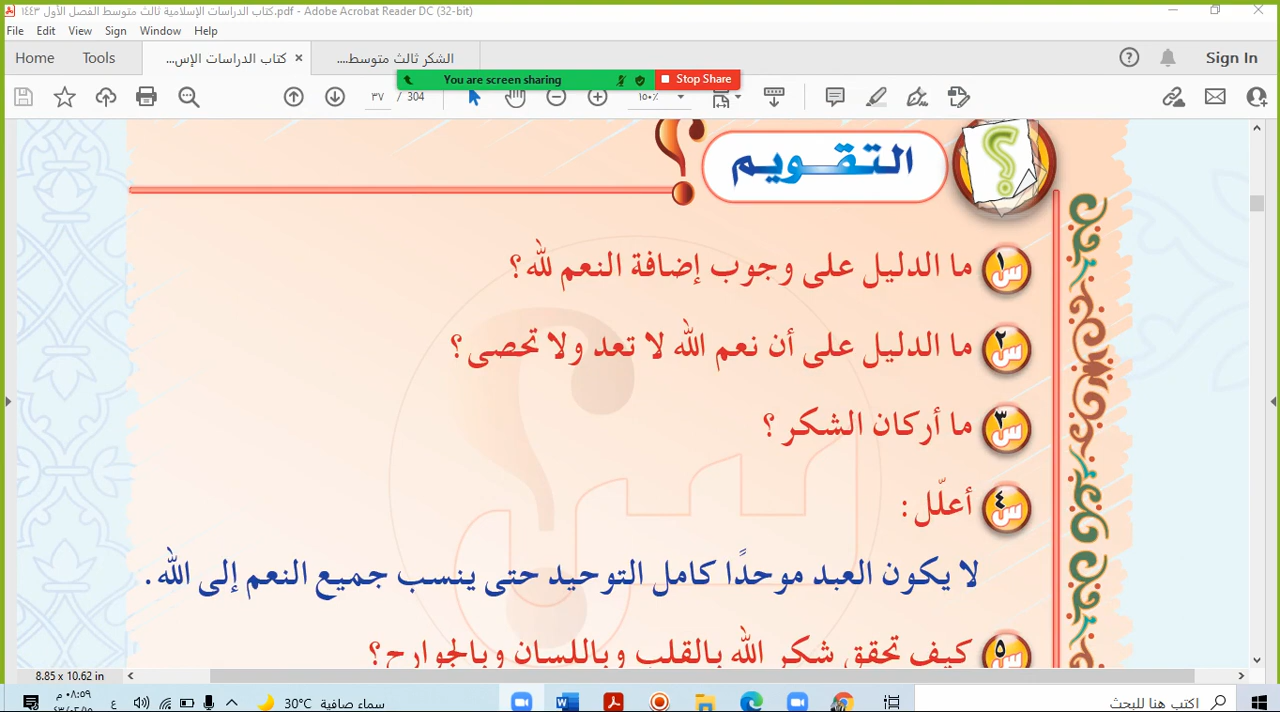 كتاب الدراسات الإسلامية ثالث متوسط الفصل الأول ١٤٤٣.pdf - Adobe Acrobat Reader DC (32-bit)
File Edit View Sign Window Help
Home Tools كتاب الدراسات الإس... × الشكر ثالث متوسط.... Sign In
You are screen sharing Stop Share
٣٧ / 304 ١٥٠٪
التقويم
س١ ما الدليل على وجوب إضافة النعم لله؟
س٢ ما الدليل على أن نعم الله لا تعد ولا تحصى؟
س٣ ما أركان الشكر؟
س٤ أعلّل:
لا يكون العبد موحدًا كامل التوحيد حتى ينسب جميع النعم إلى الله.
س٥ كيف تحقق شكر الله بالقلب وباللسان وبالجوارح؟
8.85 x 10.62 in
٠٨:٥٩ م ع 30°C سماء صافية اكتب هنا للبحث